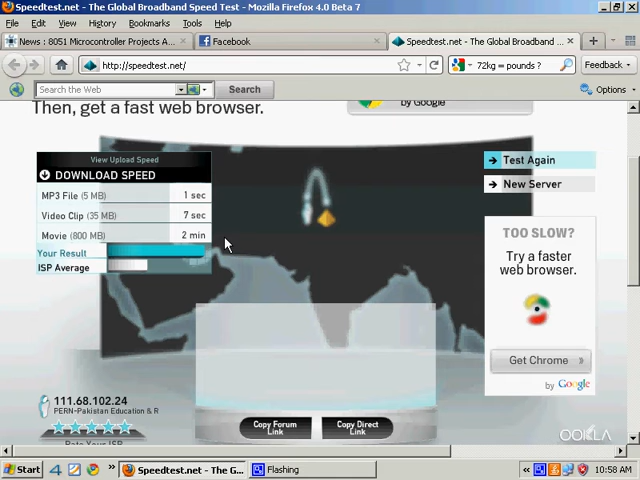 Speedtest.net - The Global Broadband Speed Test - Mozilla Firefox 4.0 Beta 7
File Edit View History Bookmarks Tools Help
News : 8051 Microcontroller Projects A...
Facebook
Speedtest.net - The Global Broadband ...
http://speedtest.net/
72kg = pounds ?
Feedback
Search the Web
Search
Options
Then, get a fast web browser.
by Google
View Upload Speed
DOWNLOAD SPEED
MP3 File (5 MB) 1 sec
Video Clip (35 MB) 7 sec
Movie (800 MB) 2 min
Your Result
ISP Average
Test Again
New Server
TOO SLOW?
Try a faster
web browser.
Get Chrome »
by Google
111.68.102.24
PERN-Pakistan Education & R
Rate Your ISP
Copy Forum
Link
Copy Direct
Link
OOKLA
Start
Speedtest.net - The G...
Flashing
10:58 AM